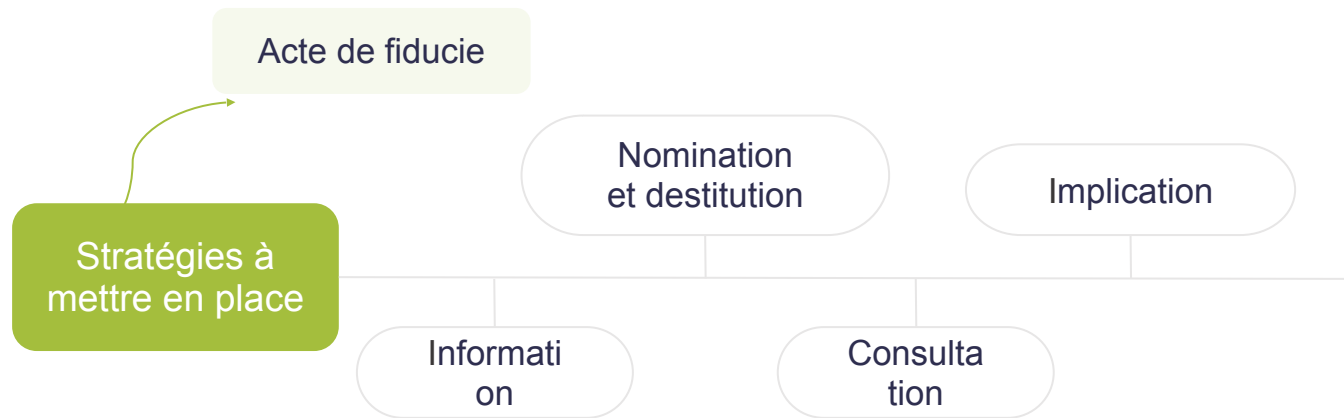 Acte de fiducie
Nomination
et destitution
Implication
Stratégies à
mettre en place
Informati
on
Consulta
tion